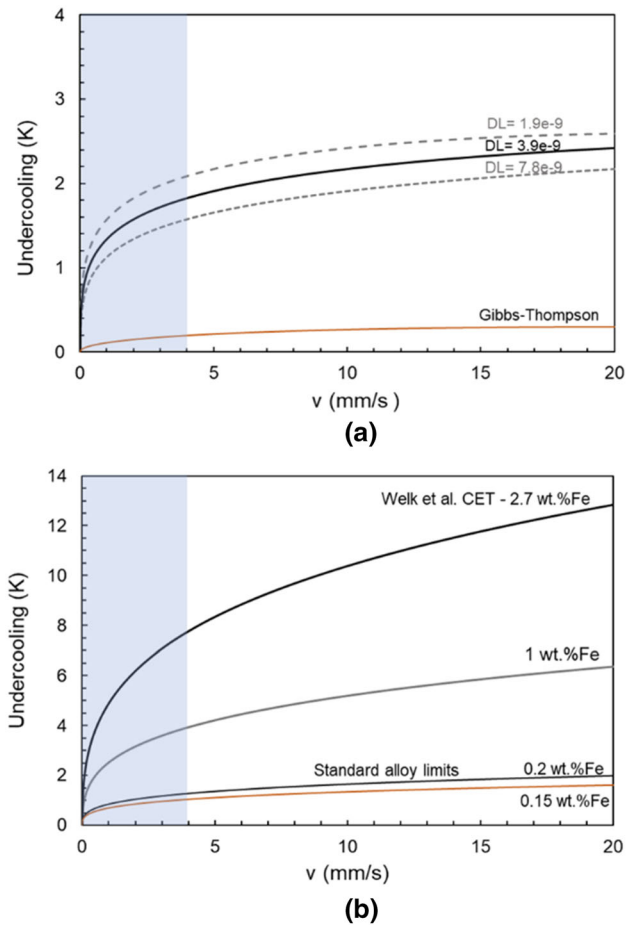 4
3
2
1
0
Undercooling (K)
DL= 1.9e-9
DL= 3.9e-9
DL= 7.8e-9
Gibbs-Thompson
0 5 10 15 20
v (mm/s )
(a)
14
12
10
8
6
4
2
0
Undercooling (K)
Welk et al. CET - 2.7 wt.%Fe
1 wt.%Fe
Standard alloy limits
0.2 wt.%Fe
0.15 wt.%Fe
0 5 10 15 20
v (mm/s)
(b)